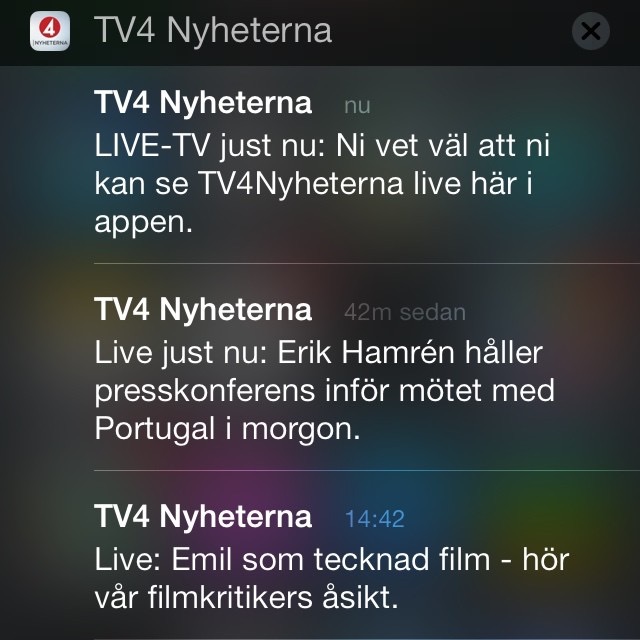 4
NYHETERNA
TV4 Nyheterna
TV4 Nyheterna nu
LIVE-TV just nu: Ni vet väl att ni
kan se TV4Nyheterna live här i
appen.
TV4 Nyheterna 42m sedan
Live just nu: Erik Hamrén håller
presskonferens inför mötet med
Portugal i morgon.
TV4 Nyheterna 14:42
Live: Emil som tecknad film - hör
vår filmkritikers åsikt.